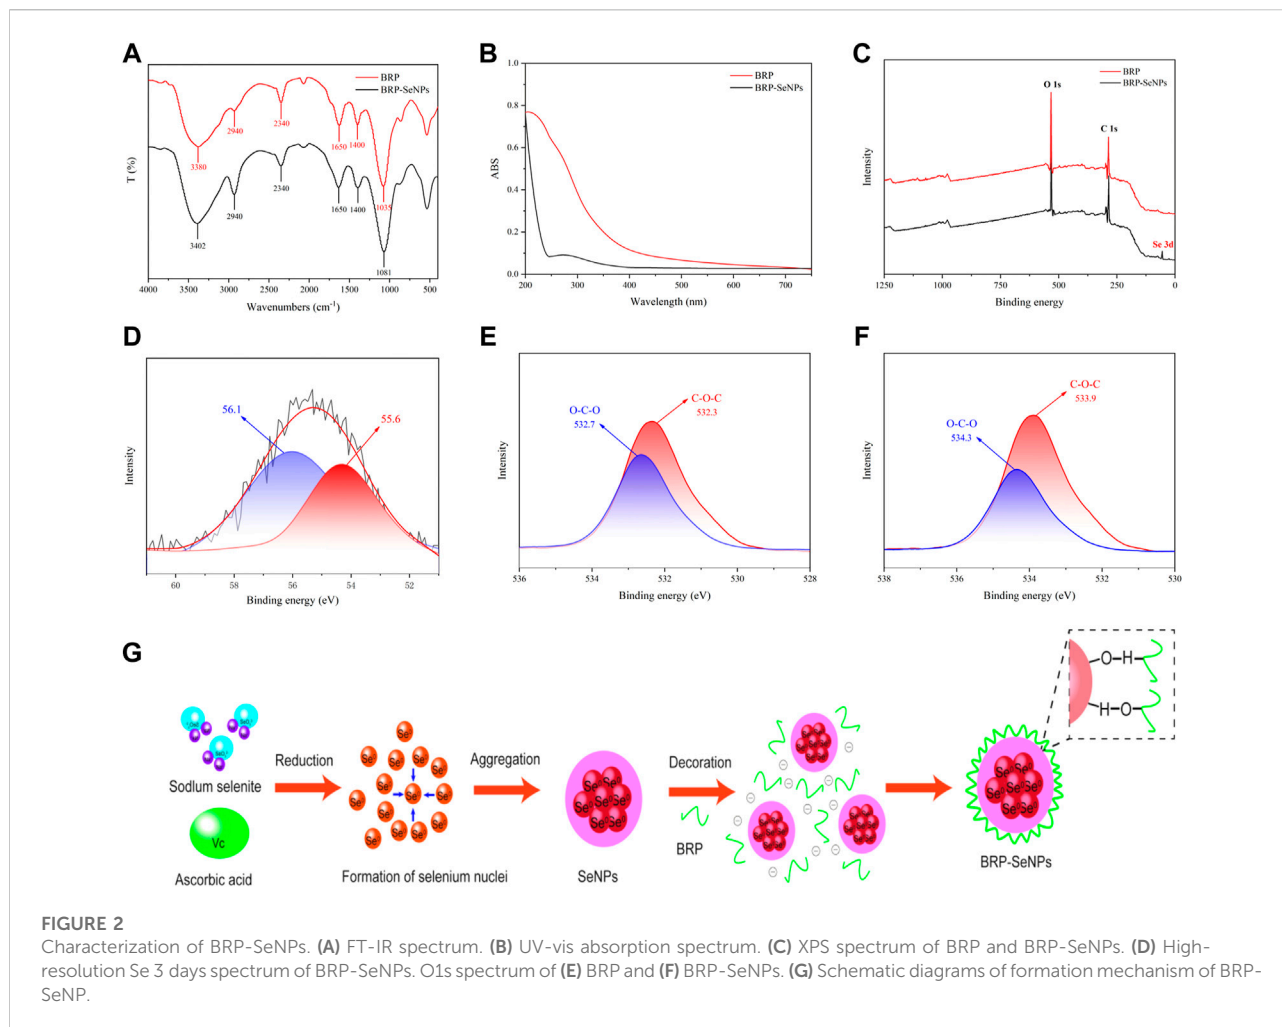 A
BRP
BRP-SeNPs
T (%)
3380
2940
2340
1650
1400
1035
3402
2940
2340
1650
1400
1081
4000 3500 3000 2500 2000 1500 1000 500
Wavenumbers (cm⁻¹)
B
BRP
BRP-SeNPs
ABS
1.0
0.8
0.6
0.4
0.2
0.0
200 300 400 500 600 700
Wavelength (nm)
C
BRP
BRP-SeNPs
O 1s
C 1s
Se 3d
Intensity
1250 1000 750 500 250 0
Binding energy
D
56.1
55.6
Intensity
60 58 56 54 52
Binding energy (eV)
E
O-C-O
532.7
C-O-C
532.3
Intensity
536 534 532 530 528
Binding energy (eV)
F
O-C-O
534.3
C-O-C
533.9
Intensity
538 536 534 532 530
Binding energy (eV)
G
Sodlum selenite
Vc
Ascorbic acid
Reduction
Se⁰
Formation of selenium nuclei
Aggregation
SeNPs
Decoration
BRP
BRP-SeNPs
O-H
H-O
FIGURE 2
Characterization of BRP-SeNPs. (A) FT-IR spectrum. (B) UV-vis absorption spectrum. (C) XPS spectrum of BRP and BRP-SeNPs. (D) High-
resolution Se 3 days spectrum of BRP-SeNPs. O1s spectrum of (E) BRP and (F) BRP-SeNPs. (G) Schematic diagrams of formation mechanism of BRP-
SeNP.